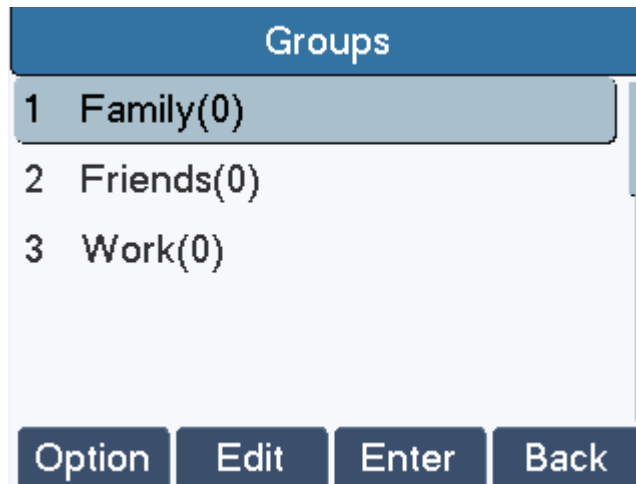 Groups
1 Family(0)
2 Friends(0)
3 Work(0)
Option Edit Enter Back